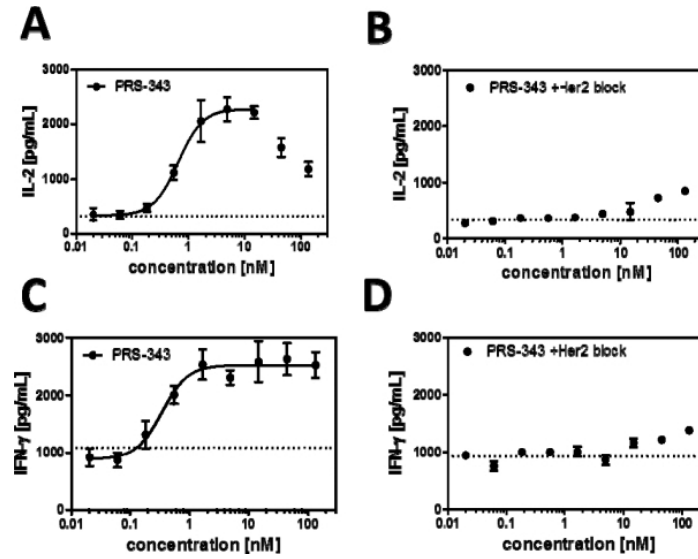 A
PRS-343
IL-2 [pg/mL]
3000
2000
1000
0
0.01 0.1 1 10 100
concentration [nM]
B
PRS-343 +Her2 block
IL-2 [pg/mL]
3000
2000
1000
0
0.01 0.1 1 10 100
concentration [nM]
C
PRS-343
IFN-γ [pg/mL]
3000
2000
1000
0
0.01 0.1 1 10 100
concentration [nM]
D
PRS-343 +Her2 block
IFN-γ [pg/mL]
3000
2000
1000
0
0.01 0.1 1 10 100
concentration [nM]